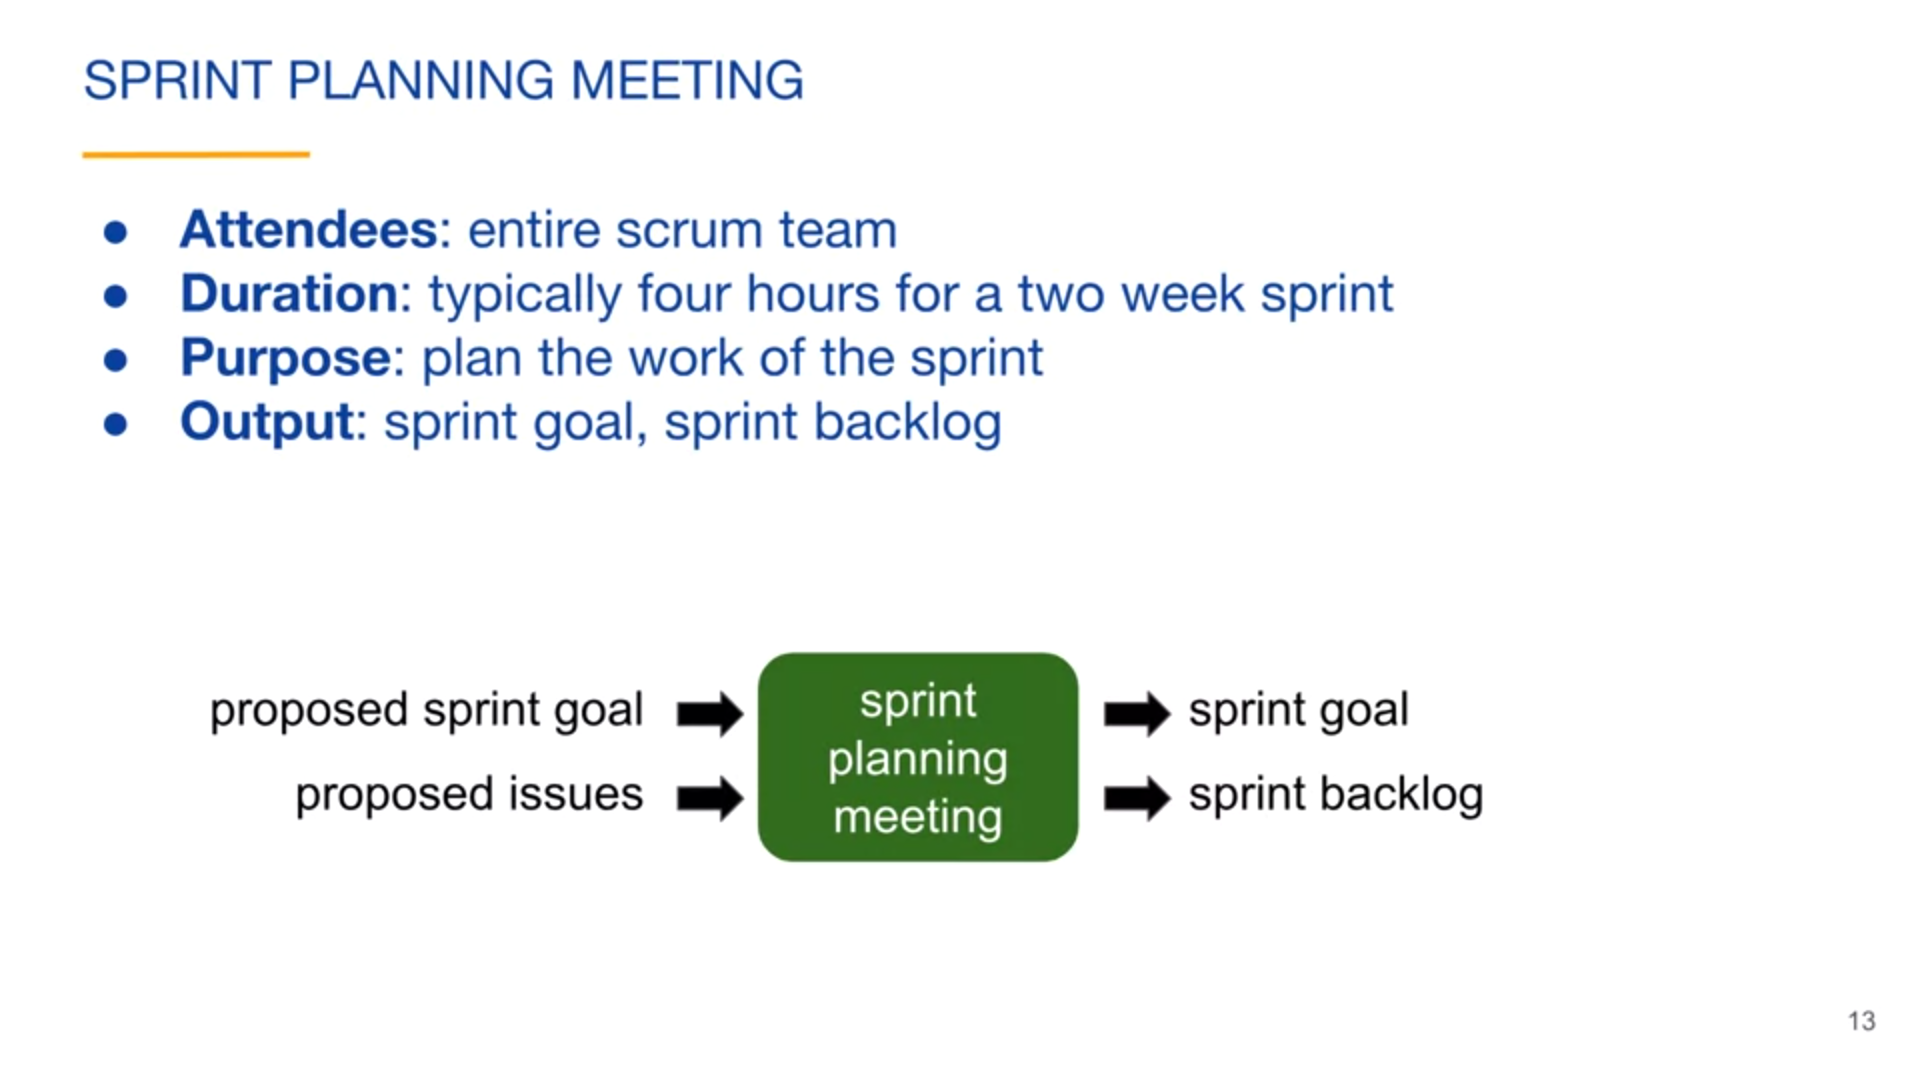 SPRINT PLANNING MEETING
● Attendees: entire scrum team
● Duration: typically four hours for a two week sprint
● Purpose: plan the work of the sprint
● Output: sprint goal, sprint backlog
proposed sprint goal
proposed issues
sprint
planning
meeting
sprint goal
sprint backlog
13